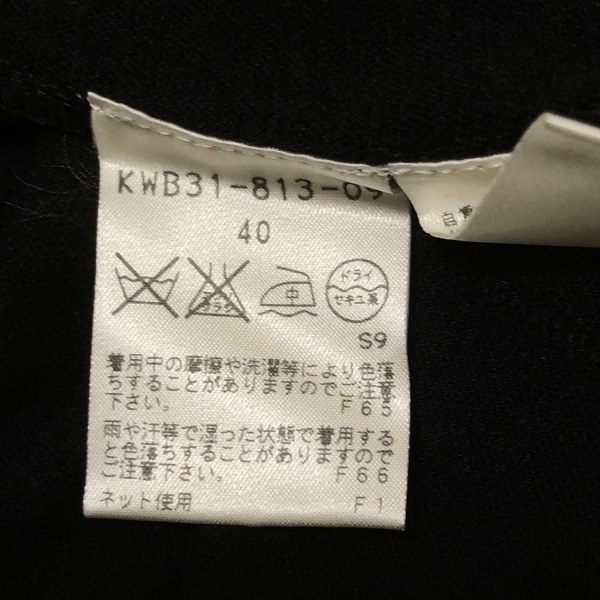 KWB31-813-09
40
中
ドライ
セキユ系
S9
着用中の摩擦や洗濯等により色落
ちすることがありますのでご注意
下さい。 F65
雨や汗等で湿った状態で着用する
と色落ちすることがありますので
ご注意下さい。 F66
ネット使用 F1